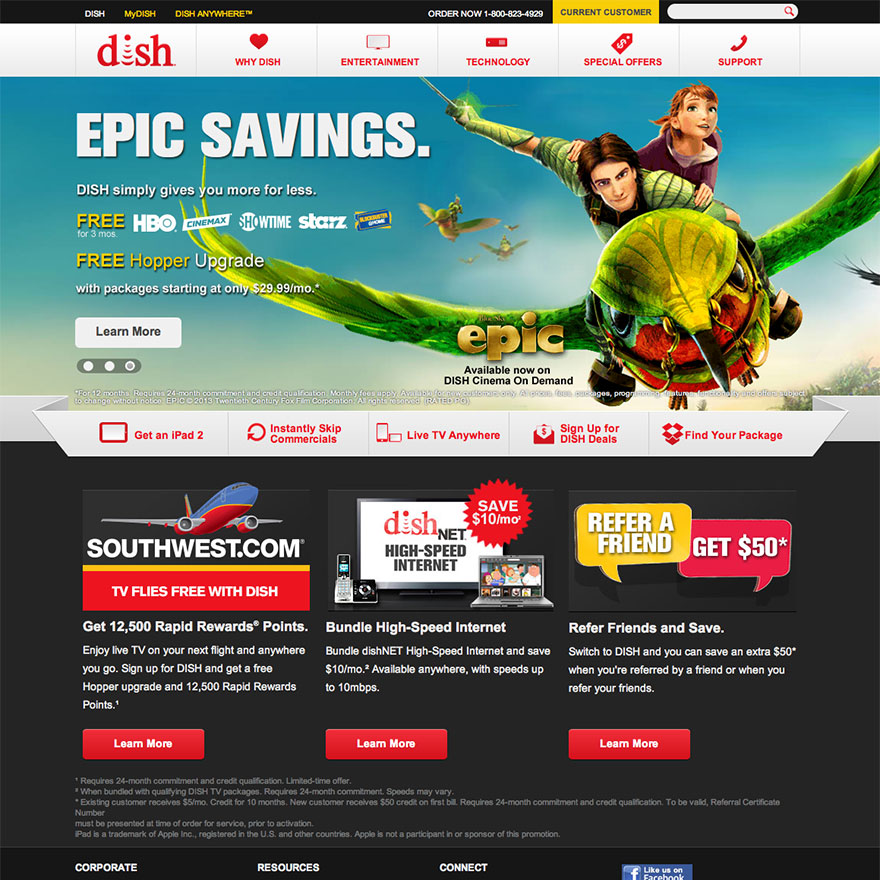 DISH MyDISH DISH ANYWHERE™ ORDER NOW 1-800-823-4929 CURRENT CUSTOMER
dish
WHY DISH ENTERTAINMENT TECHNOLOGY SPECIAL OFFERS SUPPORT
EPIC SAVINGS.
DISH simply gives you more for less.
FREE for 3 mos. HBO CINEMAX SHOWTIME starz BLOCKBUSTER @HOME
FREE Hopper Upgrade
with packages starting at only $29.99/mo.*
Learn More
epic
Available now on
DISH Cinema On Demand
*For 12 months. Requires 24-month commitment and credit qualification. Monthly fees apply. Available for new customers only. All prices, fees, packages, programming, features, functionality and offers subject
to change without notice. EPIC © 2013 Twentieth Century Fox Film Corporation. All rights reserved. (RATED PG)
Get an iPad 2
Instantly Skip
Commercials
Live TV Anywhere
Sign Up for
DISH Deals
Find Your Package
SOUTHWEST.COM®
TV FLIES FREE WITH DISH
Get 12,500 Rapid Rewards® Points.
Enjoy live TV on your next flight and anywhere
you go. Sign up for DISH and get a free
Hopper upgrade and 12,500 Rapid Rewards
Points.¹
Learn More
SAVE
$10/mo²
dish NET
HIGH-SPEED
INTERNET
Bundle High-Speed Internet
Bundle dishNET High-Speed Internet and save
$10/mo.² Available anywhere, with speeds up
to 10mbps.
Learn More
REFER A
FRIEND
GET $50*
Refer Friends and Save.
Switch to DISH and you can save an extra $50*
when you're referred by a friend or when you
refer your friends.
Learn More
¹ Requires 24-month commitment and credit qualification. Limited-time offer.
² When bundled with qualifying DISH TV packages. Requires 24-month commitment. Speeds may vary.
* Existing customer receives $5/mo. Credit for 10 months. New customer receives $50 credit on first bill. Requires 24-month commitment and credit qualification. To be valid, Referral Certificate
Number
must be presented at time of order for service, prior to activation.
iPad is a trademark of Apple Inc., registered in the U.S. and other countries. Apple is not a participant in or sponsor of this promotion.
CORPORATE RESOURCES CONNECT
Like us on
Facebook